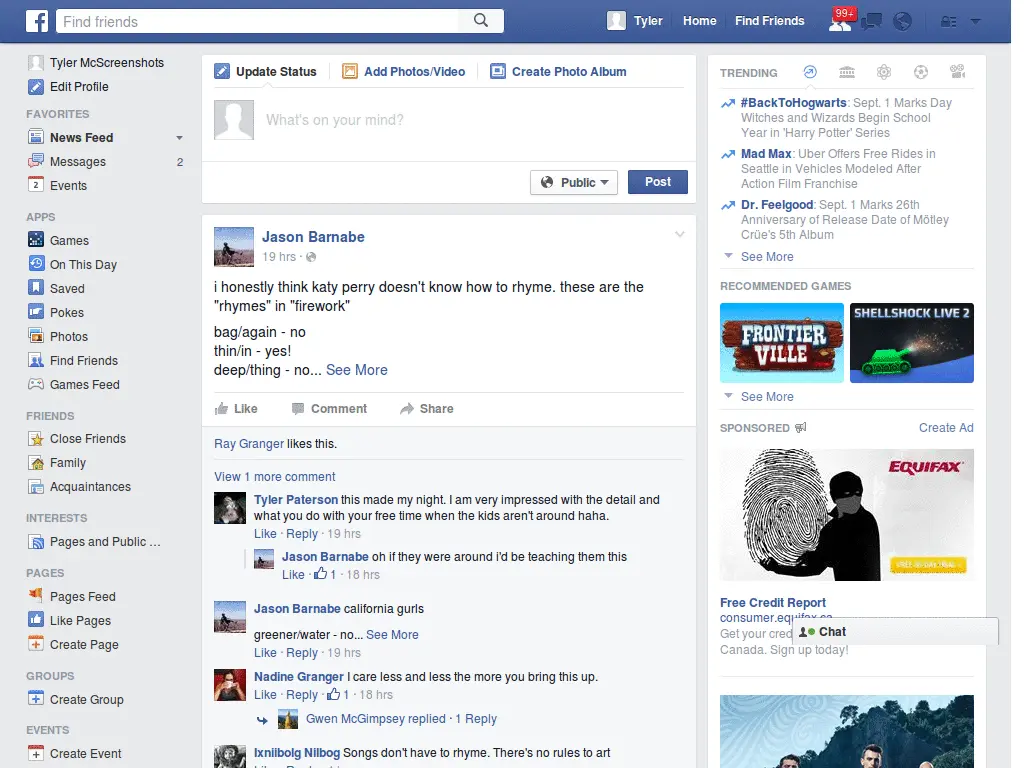 Find friends
Tyler
Home
Find Friends
99+
Tyler McScreenshots
Edit Profile
FAVORITES
News Feed
Messages 2
2
Events
APPS
Games
On This Day
Saved
Pokes
Photos
Find Friends
Games Feed
FRIENDS
Close Friends
Family
Acquaintances
INTERESTS
Pages and Public ...
PAGES
Pages Feed
Like Pages
Create Page
GROUPS
Create Group
EVENTS
Create Event
Update Status
Add Photos/Video
Create Photo Album
What's on your mind?
Public
Post
Jason Barnabe
19 hrs ·
i honestly think katy perry doesn't know how to rhyme. these are the
"rhymes" in "firework"
bag/again - no
thin/in - yes!
deep/thing - no... See More
Like
Comment
Share
Ray Granger likes this.
View 1 more comment
Tyler Paterson this made my night. I am very impressed with the detail and
what you do with your free time when the kids aren't around haha.
Like · Reply · 19 hrs
Jason Barnabe oh if they were around i'd be teaching them this
Like · 1 · 18 hrs
Jason Barnabe california gurls
greener/water - no... See More
Like · Reply · 19 hrs
Nadine Granger I care less and less the more you bring this up.
Like · Reply · 1 · 18 hrs
Gwen McGimpsey replied · 1 Reply
Ixniibolg Nilbog Songs don't have to rhyme. There's no rules to art
TRENDING
#BackToHogwarts: Sept. 1 Marks Day
Witches and Wizards Begin School
Year in 'Harry Potter' Series
Mad Max: Uber Offers Free Rides in
Seattle in Vehicles Modeled After
Action Film Franchise
Dr. Feelgood: Sept. 1 Marks 26th
Anniversary of Release Date of Mötley
Crüe's 5th Album
See More
RECOMMENDED GAMES
FRONTIER
VILLE
SHELLSHOCK LIVE 2
See More
SPONSORED
Create Ad
EQUIFAX
Free Credit Report
consumer.equifax.ca
Get your cred
Canada. Sign up today!
Chat